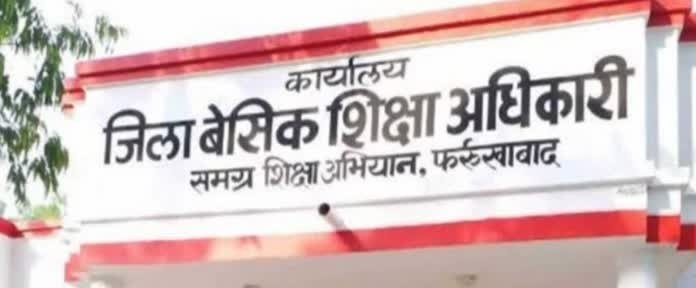 कार्यालय
जिला बेसिक शिक्षा अधिकारी
समग्र शिक्षा अभियान, फर्रुखाबाद